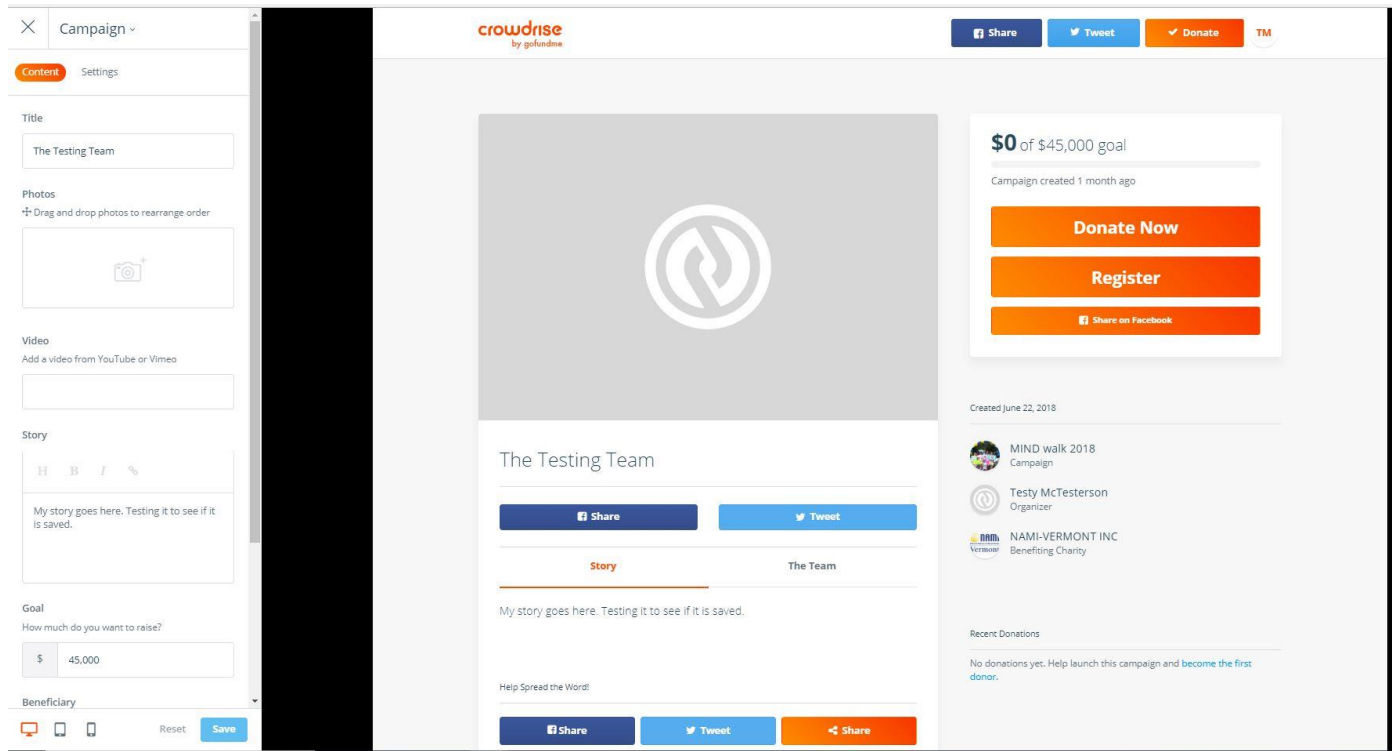 Campaign
Content Settings
Title
The Testing Team
Photos
Drag and drop photos to rearrange order
Video
Add a video from YouTube or Vimeo
Story
H B I
My story goes here. Testing it to see if it
is saved.
Goal
How much do you want to raise?
$ 45,000
Beneficiary
Reset Save
crowdrise
by gofundme
Share Tweet Donate TM
The Testing Team
Share Tweet
Story The Team
My story goes here. Testing it to see if it is saved.
Help Spread the Word!
Share Tweet Share
$0 of $45,000 goal
Campaign created 1 month ago
Donate Now
Register
Share on Facebook
Created June 22, 2018
MIND walk 2018
Campaign
Testy McTesterson
Organizer
NAMI
Vermont
NAMI-VERMONT INC
Benefiting Charity
Recent Donations
No donations yet. Help launch this campaign and become the first
donor.